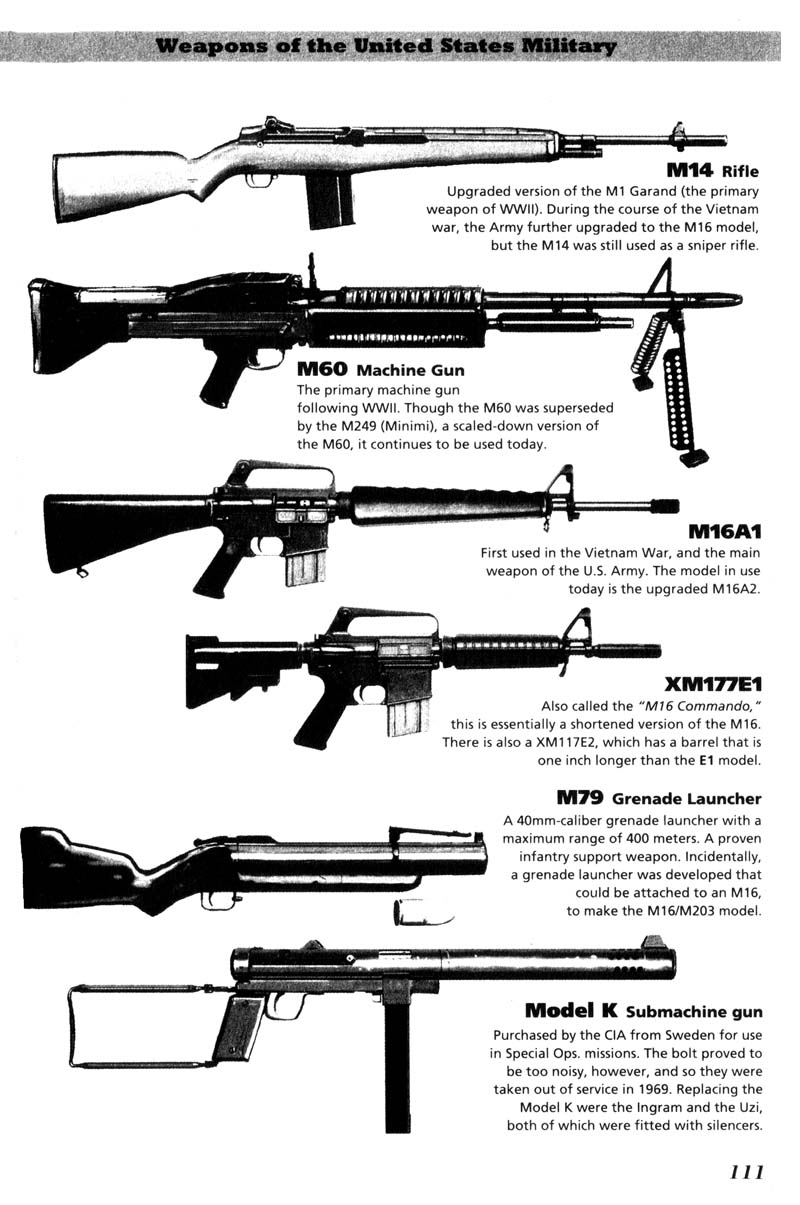 Weapons of the United States Military
M14 Rifle
Upgraded version of the M1 Garand (the primary
weapon of WWII). During the course of the Vietnam
war, the Army further upgraded to the M16 model,
but the M14 was still used as a sniper rifle.
M60 Machine Gun
The primary machine gun
following WWII. Though the M60 was superseded
by the M249 (Minimi), a scaled-down version of
the M60, it continues to be used today.
M16A1
First used in the Vietnam War, and the main
weapon of the U.S. Army. The model in use
today is the upgraded M16A2.
XM177E1
Also called the "M16 Commando,"
this is essentially a shortened version of the M16.
There is also a XM117E2, which has a barrel that is
one inch longer than the E1 model.
M79 Grenade Launcher
A 40mm-caliber grenade launcher with a
maximum range of 400 meters. A proven
infantry support weapon. Incidentally,
a grenade launcher was developed that
could be attached to an M16,
to make the M16/M203 model.
Model K Submachine gun
Purchased by the CIA from Sweden for use
in Special Ops. missions. The bolt proved to
be too noisy, however, and so they were
taken out of service in 1969. Replacing the
Model K were the Ingram and the Uzi,
both of which were fitted with silencers.
111